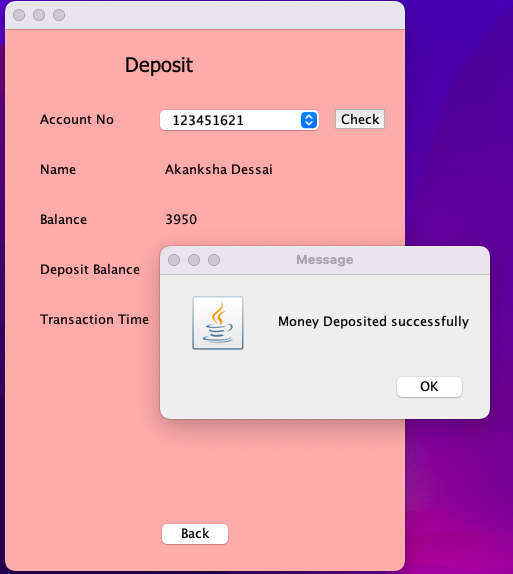 Deposit
Account No 123451621 Check
Name Akanksha Dessai
Balance 3950
Message
Deposit Balance
Transaction Time
Money Deposited successfully
OK
Back